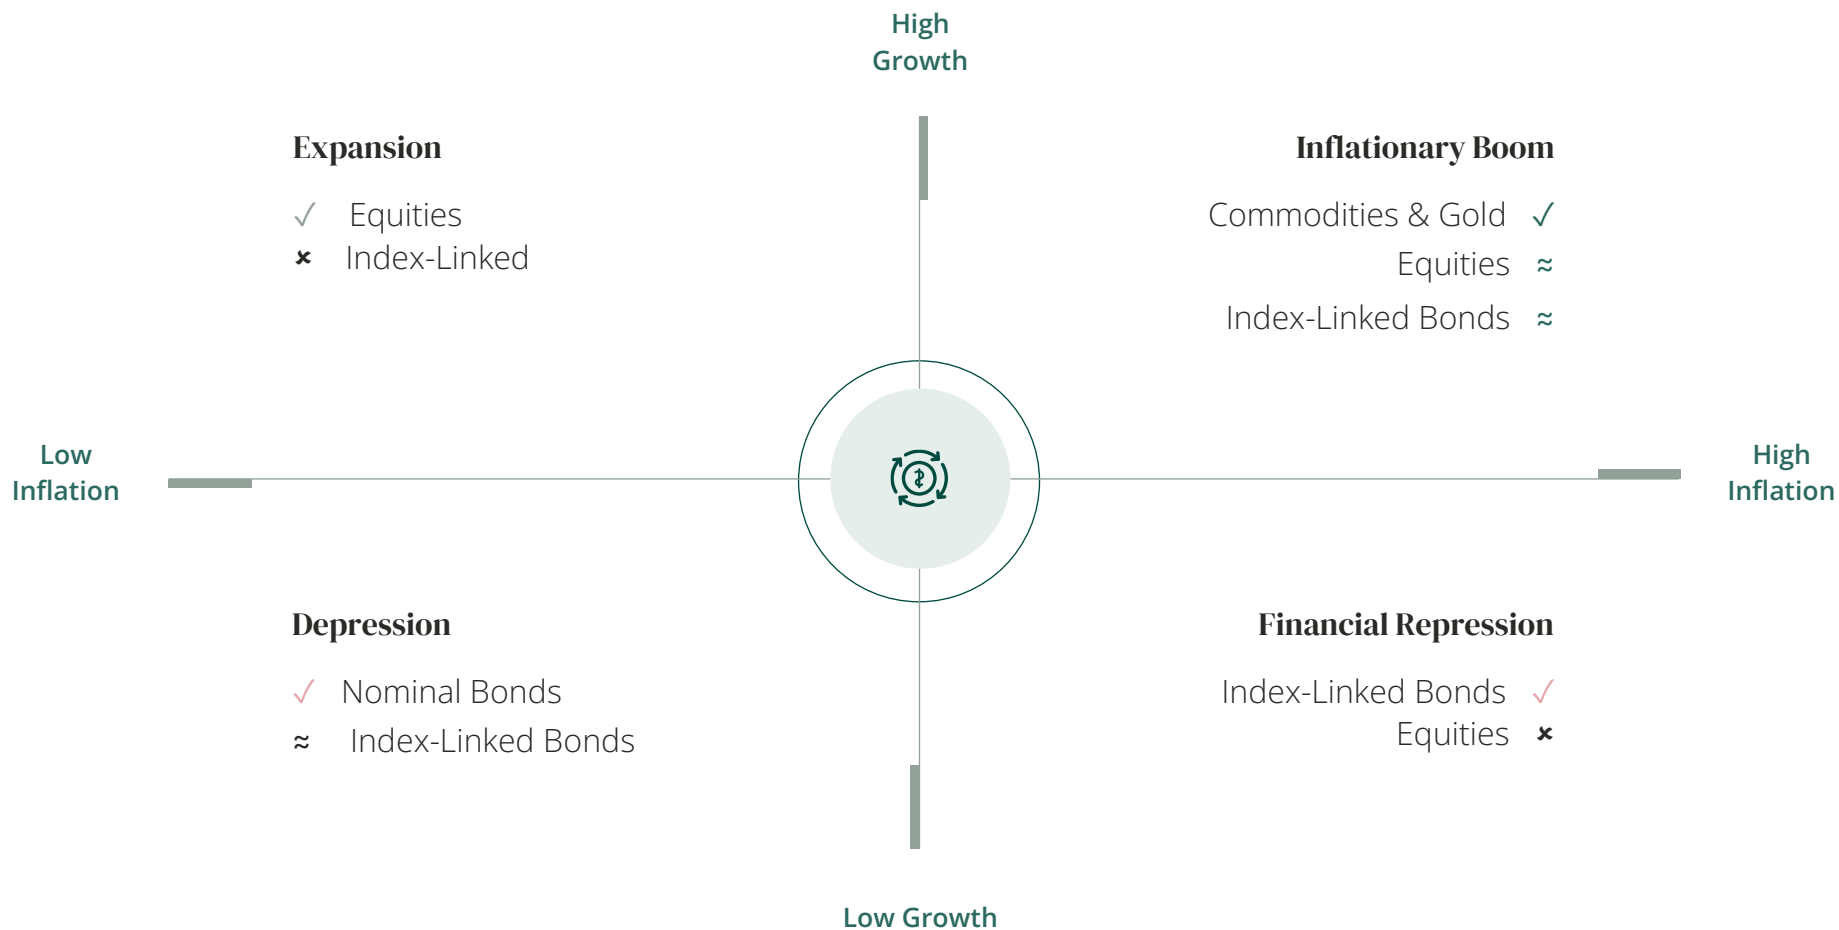 High
Growth
Expansion
✓ Equities
✘ Index-Linked
Inflationary Boom
Commodities & Gold ✓
Equities ≈
Index-Linked Bonds ≈
Low
Inflation
$
High
Inflation
Depression
✓ Nominal Bonds
≈ Index-Linked Bonds
Financial Repression
Index-Linked Bonds ✓
Equities ✘
Low Growth